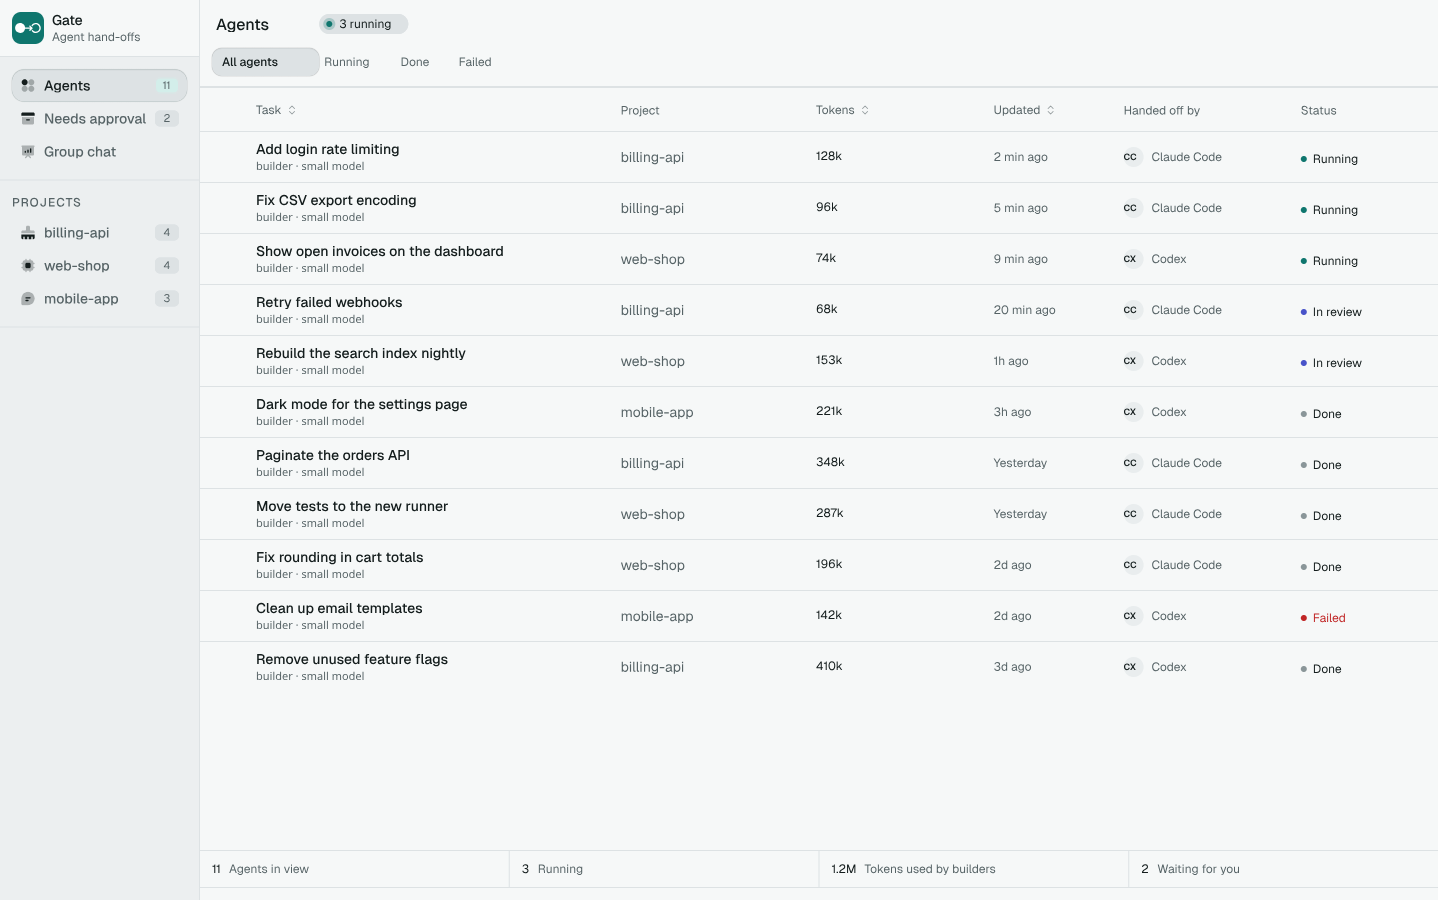 Gate
Agent hand-offs
Agents 11
Needs approval 2
Group chat
PROJECTS
billing-api 4
web-shop 4
mobile-app 3
Agents 3 running
All agents Running Done Failed
Task Project Tokens Updated Handed off by Status
Add login rate limiting
builder · small model
billing-api 128k 2 min ago CC Claude Code Running
Fix CSV export encoding
builder · small model
billing-api 96k 5 min ago CC Claude Code Running
Show open invoices on the dashboard
builder · small model
web-shop 74k 9 min ago CX Codex Running
Retry failed webhooks
builder · small model
billing-api 68k 20 min ago CC Claude Code In review
Rebuild the search index nightly
builder · small model
web-shop 153k 1h ago CX Codex In review
Dark mode for the settings page
builder · small model
mobile-app 221k 3h ago CX Codex Done
Paginate the orders API
builder · small model
billing-api 348k Yesterday CC Claude Code Done
Move tests to the new runner
builder · small model
web-shop 287k Yesterday CC Claude Code Done
Fix rounding in cart totals
builder · small model
web-shop 196k 2d ago CC Claude Code Done
Clean up email templates
builder · small model
mobile-app 142k 2d ago CX Codex Failed
Remove unused feature flags
builder · small model
billing-api 410k 3d ago CX Codex Done
11 Agents in view 3 Running 1.2M Tokens used by builders 2 Waiting for you